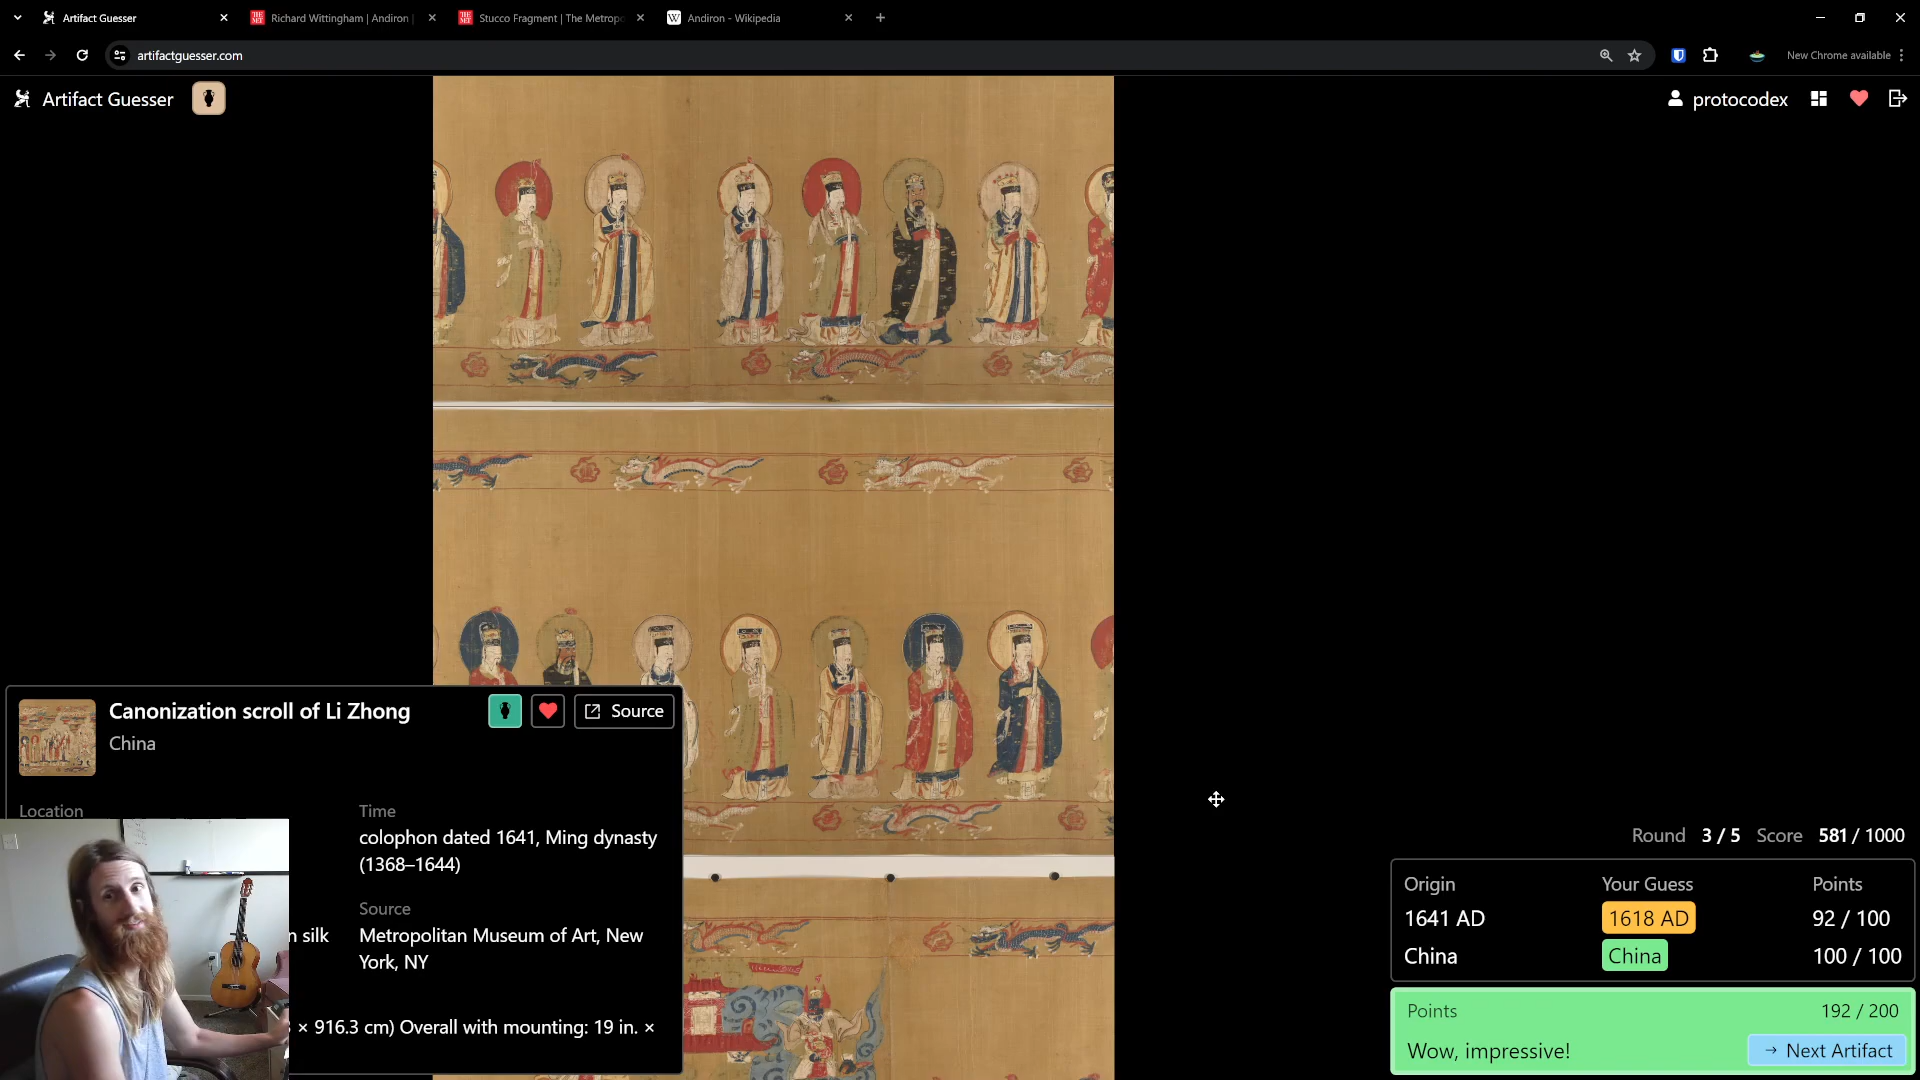 Artifact Guesser
Richard Wittingham | Andiron |
Stucco Fragment | The Metropo
Andiron - Wikipedia
artifactguesser.com
New Chrome available
Artifact Guesser
protocodex
Canonization scroll of Li Zhong
China
Source
Location
Time
colophon dated 1641, Ming dynasty
(1368–1644)
Source
n silk
Metropolitan Museum of Art, New
York, NY
× 916.3 cm) Overall with mounting: 19 in. ×
Round 3 / 5 Score 581 / 1000
Origin Your Guess Points
1641 AD 1618 AD 92 / 100
China China 100 / 100
Points 192 / 200
Wow, impressive!
→ Next Artifact